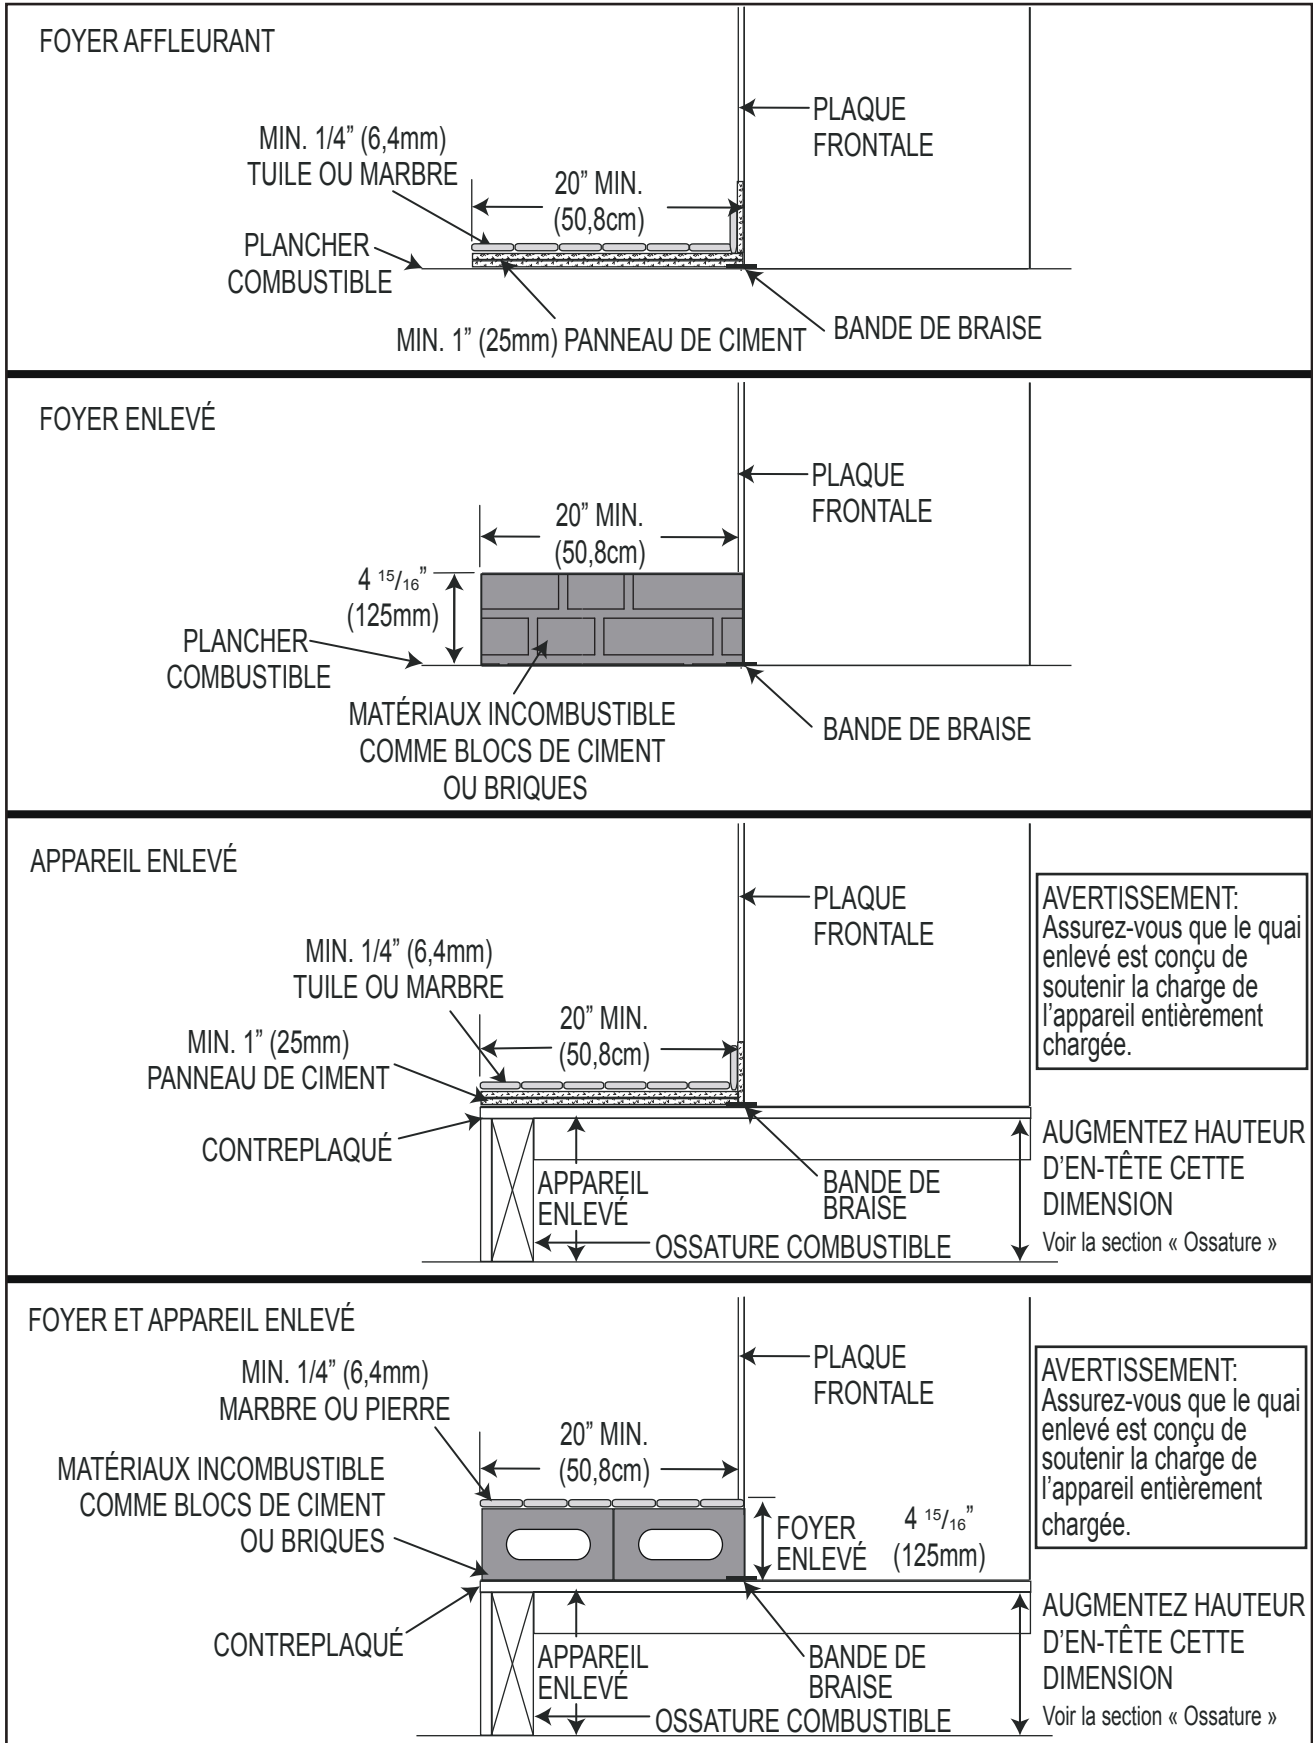 FOYER AFFLEURANT
PLAQUE
FRONTALE
MIN. 1/4” (6,4mm)
TUILE OU MARBRE
20” MIN.
(50,8cm)
PLANCHER
COMBUSTIBLE
MIN. 1” (25mm) PANNEAU DE CIMENT
BANDE DE BRAISE
FOYER ENLEVÉ
PLAQUE
FRONTALE
20” MIN.
(50,8cm)
4 15/16”
(125mm)
PLANCHER
COMBUSTIBLE
MATÉRIAUX INCOMBUSTIBLE
COMME BLOCS DE CIMENT
OU BRIQUES
BANDE DE BRAISE
APPAREIL ENLEVÉ
PLAQUE
FRONTALE
AVERTISSEMENT:
Assurez-vous que le quai
enlevé est conçu de
soutenir la charge de
l’appareil entièrement
chargée.
MIN. 1/4” (6,4mm)
TUILE OU MARBRE
20” MIN.
(50,8cm)
MIN. 1” (25mm)
PANNEAU DE CIMENT
CONTREPLAQUÉ
APPAREIL
ENLEVÉ
BANDE DE
BRAISE
OSSATURE COMBUSTIBLE
AUGMENTEZ HAUTEUR
D’EN-TÊTE CETTE
DIMENSION
Voir la section « Ossature »
FOYER ET APPAREIL ENLEVÉ
PLAQUE
FRONTALE
AVERTISSEMENT:
Assurez-vous que le quai
enlevé est conçu de
soutenir la charge de
l’appareil entièrement
chargée.
MIN. 1/4” (6,4mm)
MARBRE OU PIERRE
20” MIN.
(50,8cm)
MATÉRIAUX INCOMBUSTIBLE
COMME BLOCS DE CIMENT
OU BRIQUES
FOYER
ENLEVÉ
4 15/16”
(125mm)
CONTREPLAQUÉ
APPAREIL
ENLEVÉ
BANDE DE
BRAISE
OSSATURE COMBUSTIBLE
AUGMENTEZ HAUTEUR
D’EN-TÊTE CETTE
DIMENSION
Voir la section « Ossature »